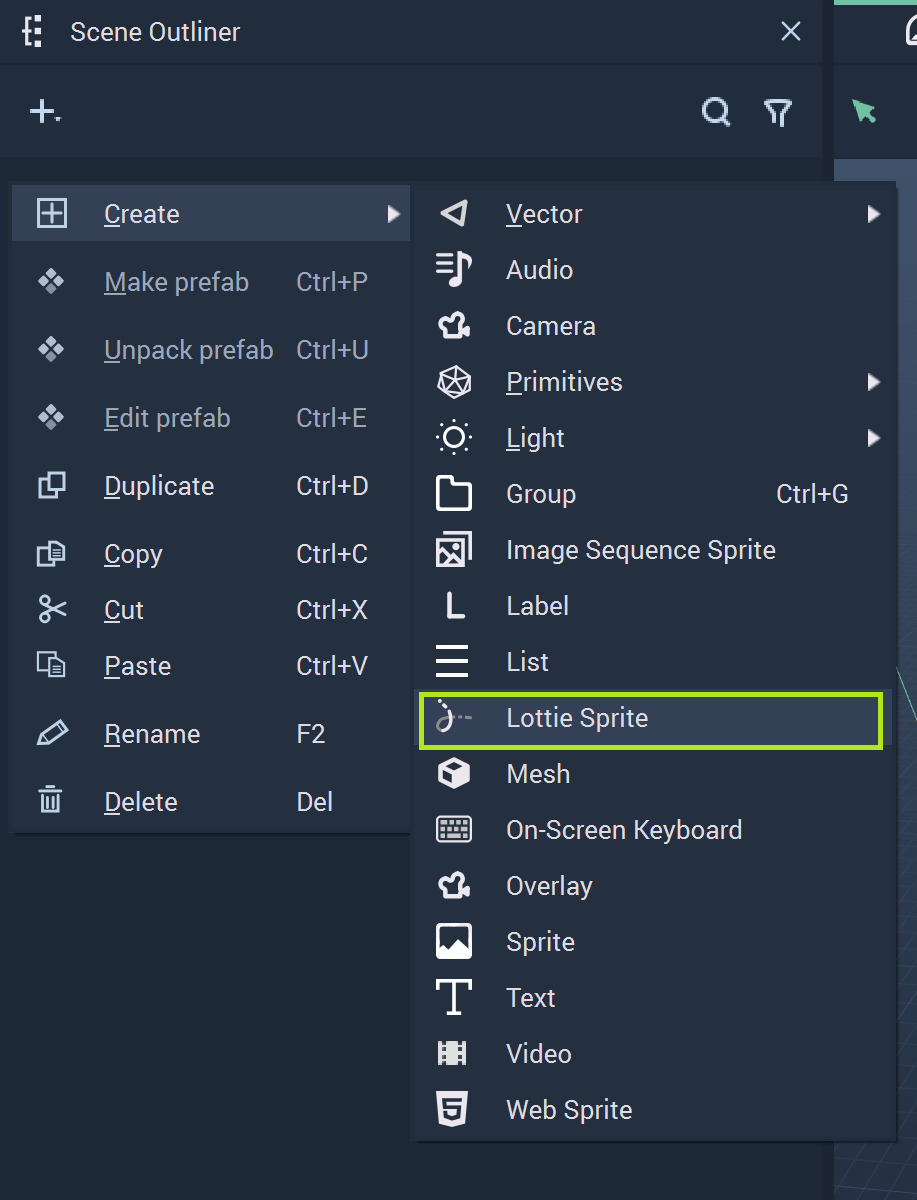 Scene Outliner
Create
Make prefab Ctrl+P
Unpack prefab Ctrl+U
Edit prefab Ctrl+E
Duplicate Ctrl+D
Copy Ctrl+C
Cut Ctrl+X
Paste Ctrl+V
Rename F2
Delete Del
Vector
Audio
Camera
Primitives
Light
Group Ctrl+G
Image Sequence Sprite
Label
List
Lottie Sprite
Mesh
On-Screen Keyboard
Overlay
Sprite
Text
Video
Web Sprite